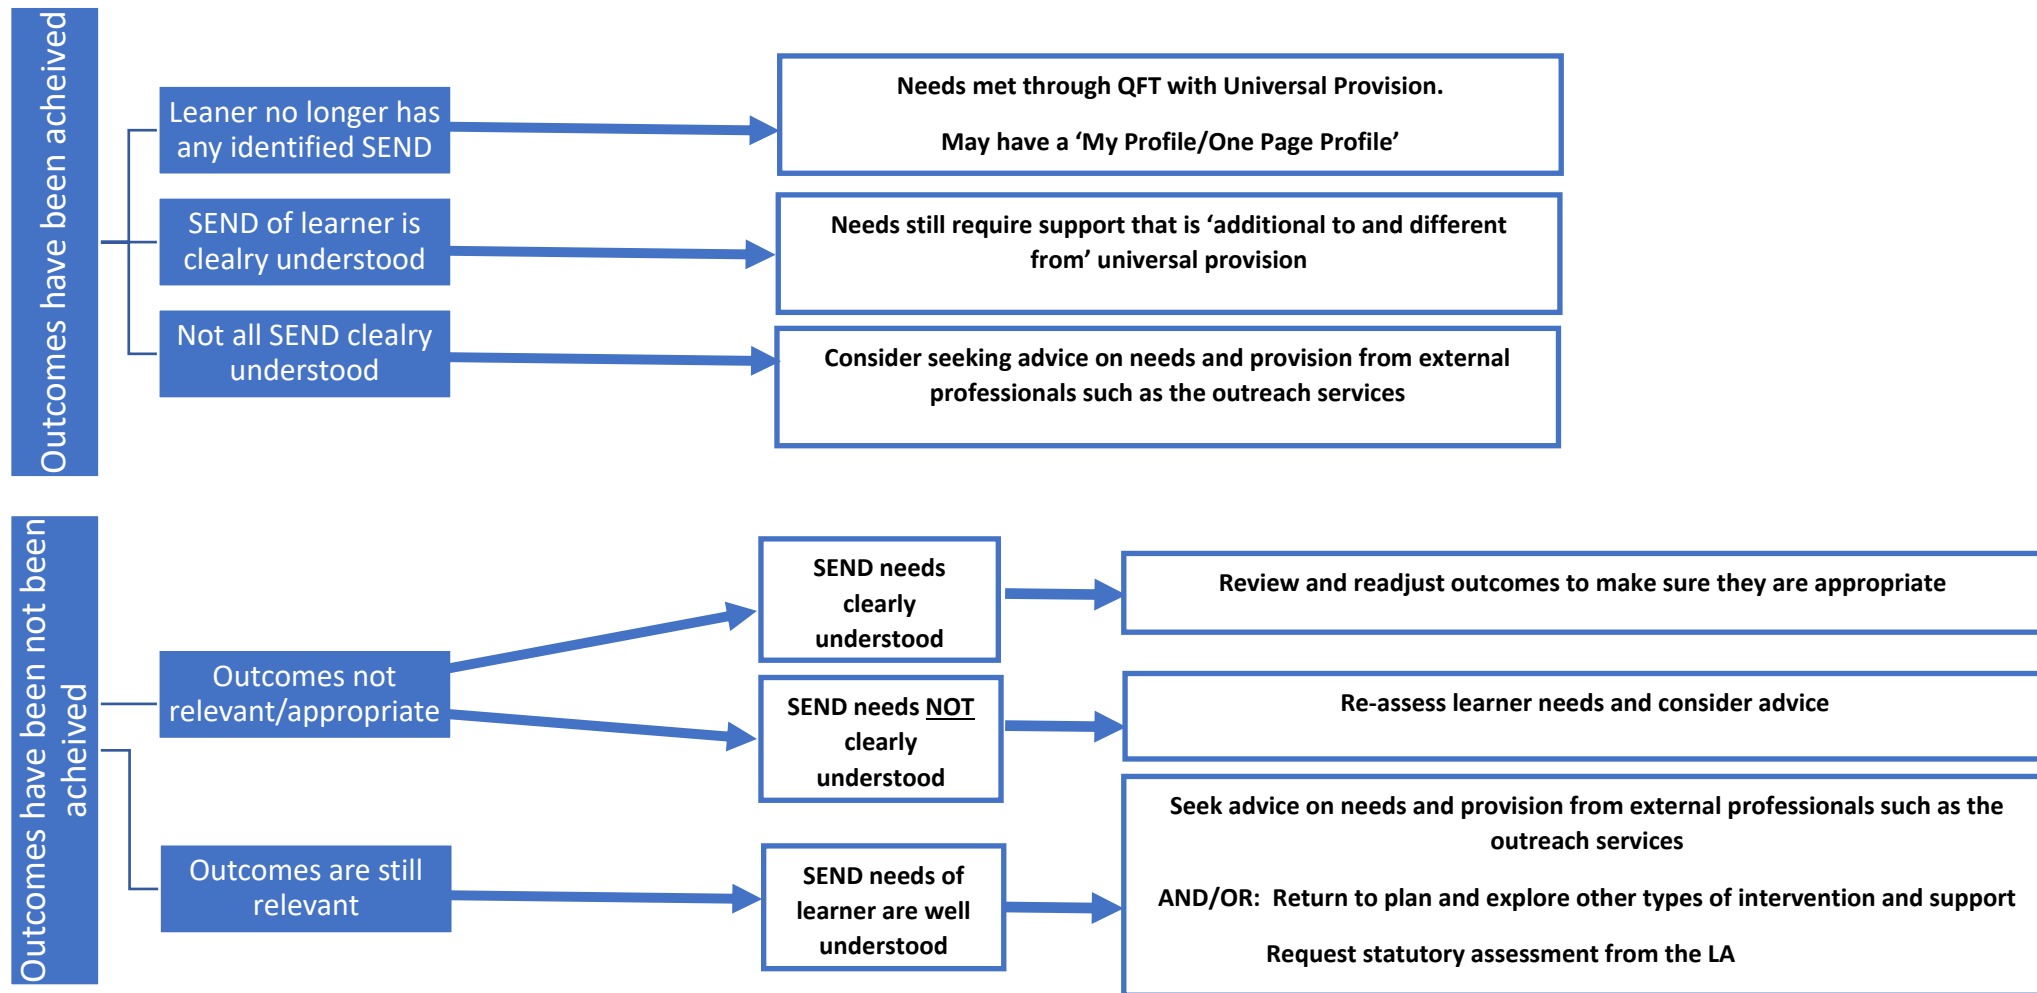 Outcomes have been acheived
Leaner no longer has
any identified SEND
Needs met through QFT with Universal Provision.
May have a ‘My Profile/One Page Profile’
SEND of learner is
clealry understood
Needs still require support that is ‘additional to and different
from’ universal provision
Not all SEND clealry
understood
Consider seeking advice on needs and provision from external
professionals such as the outreach services
Outcomes have been not been
acheived
Outcomes not
relevant/appropriate
SEND needs
clearly
understood
Review and readjust outcomes to make sure they are appropriate
SEND needs NOT
clearly
understood
Re-assess learner needs and consider advice
Outcomes are still
relevant
SEND needs of
learner are well
understood
Seek advice on needs and provision from external professionals such as the
outreach services
AND/OR: Return to plan and explore other types of intervention and support
Request statutory assessment from the LA